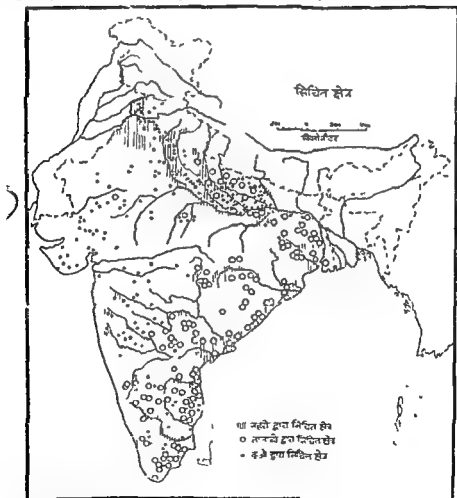 सिंचित क्षेत्र
किलोमीटर
नहरों द्वारा सिंचित क्षेत्र
तालाबों द्वारा सिंचित क्षेत्र
कुओं द्वारा सिंचित क्षेत्र